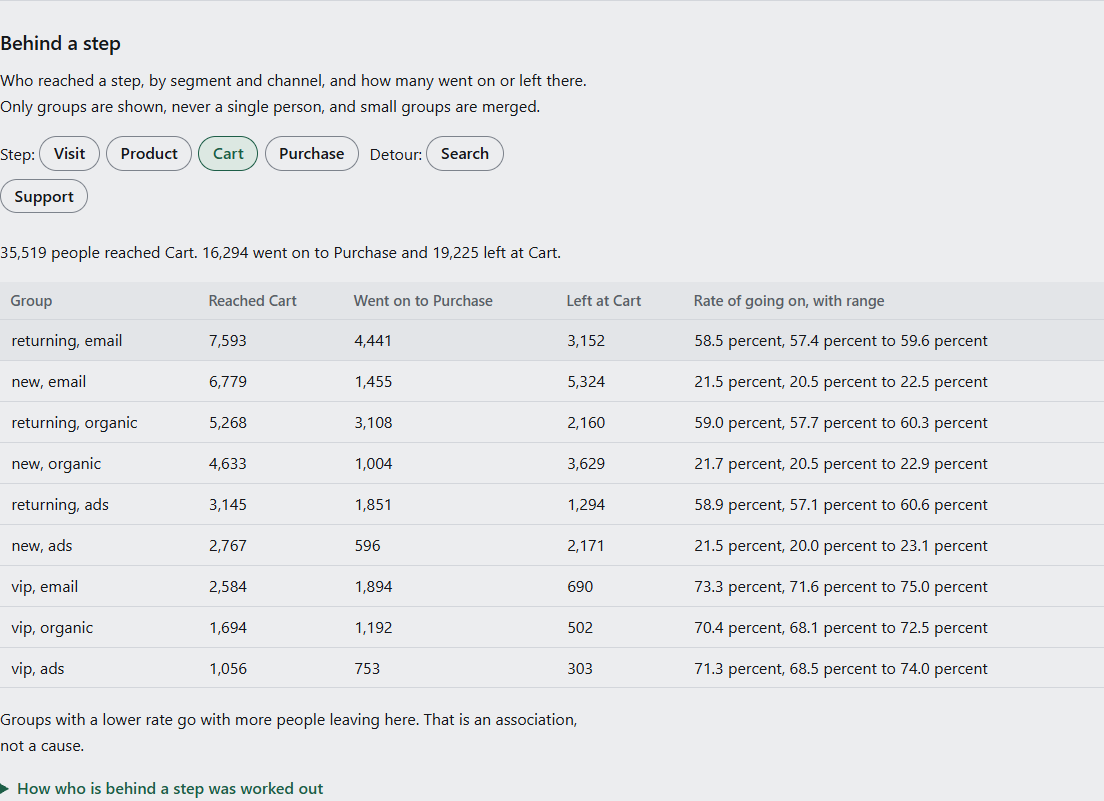 Behind a step
Who reached a step, by segment and channel, and how many went on or left there.
Only groups are shown, never a single person, and small groups are merged.
Step: Visit Product Cart Purchase Detour: Search
Support
35,519 people reached Cart. 16,294 went on to Purchase and 19,225 left at Cart.
Group Reached Cart Went on to Purchase Left at Cart Rate of going on, with range
returning, email 7,593 4,441 3,152 58.5 percent, 57.4 percent to 59.6 percent
new, email 6,779 1,455 5,324 21.5 percent, 20.5 percent to 22.5 percent
returning, organic 5,268 3,108 2,160 59.0 percent, 57.7 percent to 60.3 percent
new, organic 4,633 1,004 3,629 21.7 percent, 20.5 percent to 22.9 percent
returning, ads 3,145 1,851 1,294 58.9 percent, 57.1 percent to 60.6 percent
new, ads 2,767 596 2,171 21.5 percent, 20.0 percent to 23.1 percent
vip, email 2,584 1,894 690 73.3 percent, 71.6 percent to 75.0 percent
vip, organic 1,694 1,192 502 70.4 percent, 68.1 percent to 72.5 percent
vip, ads 1,056 753 303 71.3 percent, 68.5 percent to 74.0 percent
Groups with a lower rate go with more people leaving here. That is an association,
not a cause.
How who is behind a step was worked out